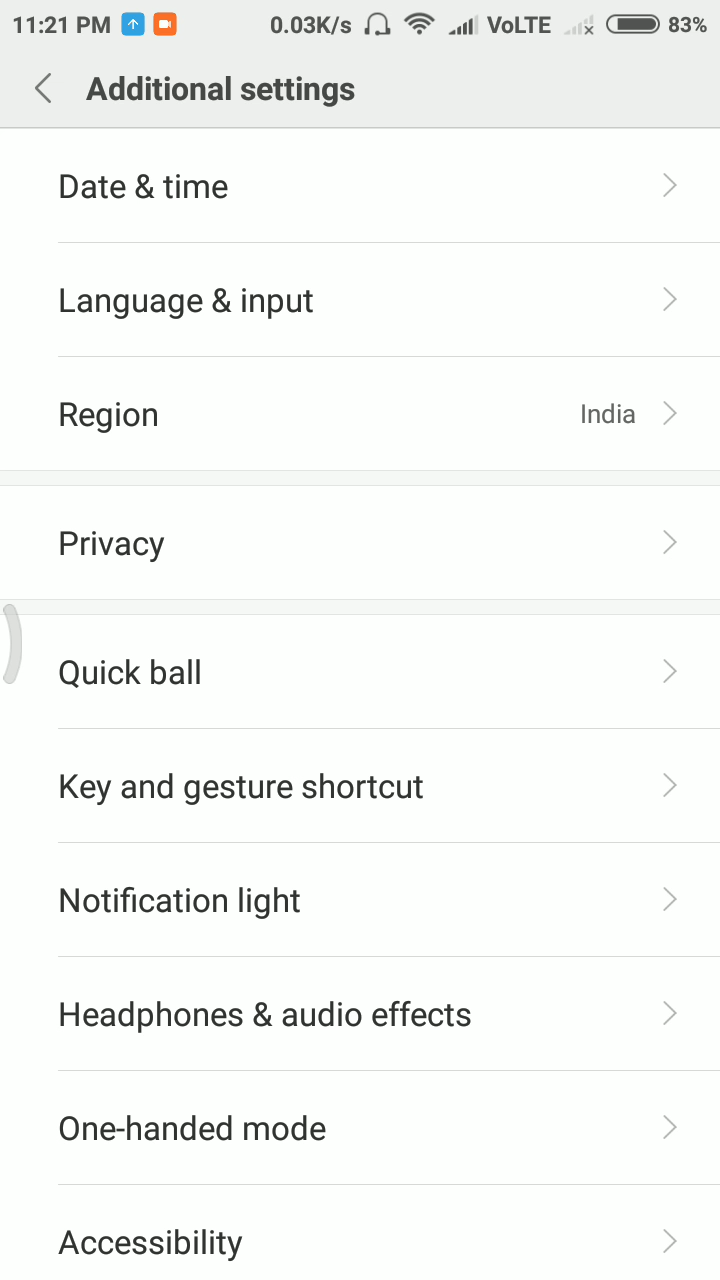 11:21 PM 0.03K/s VoLTE 83%
Additional settings
Date & time
Language & input
Region India
Privacy
Quick ball
Key and gesture shortcut
Notification light
Headphones & audio effects
One-handed mode
Accessibility